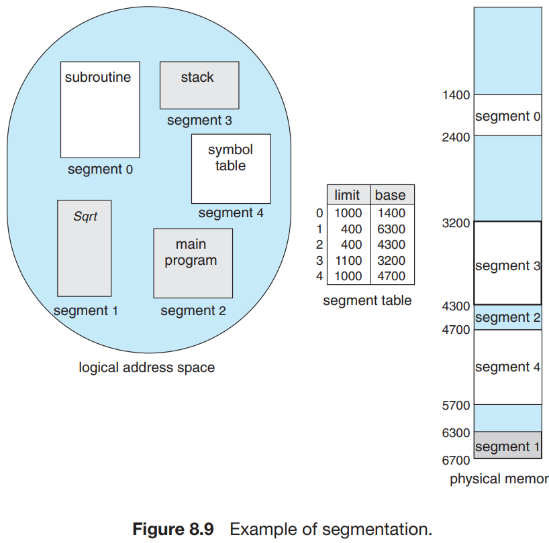 subroutine
stack
segment 3
symbol
table
segment 0
segment 4
Sqrt
main
program
segment 1
segment 2
logical address space
limit base
0 1000 1400
1 400 6300
2 400 4300
3 1100 3200
4 1000 4700
segment table
1400
segment 0
2400
3200
segment 3
4300
segment 2
4700
segment 4
5700
6300
segment 1
6700
physical memor
Figure 8.9 Example of segmentation.